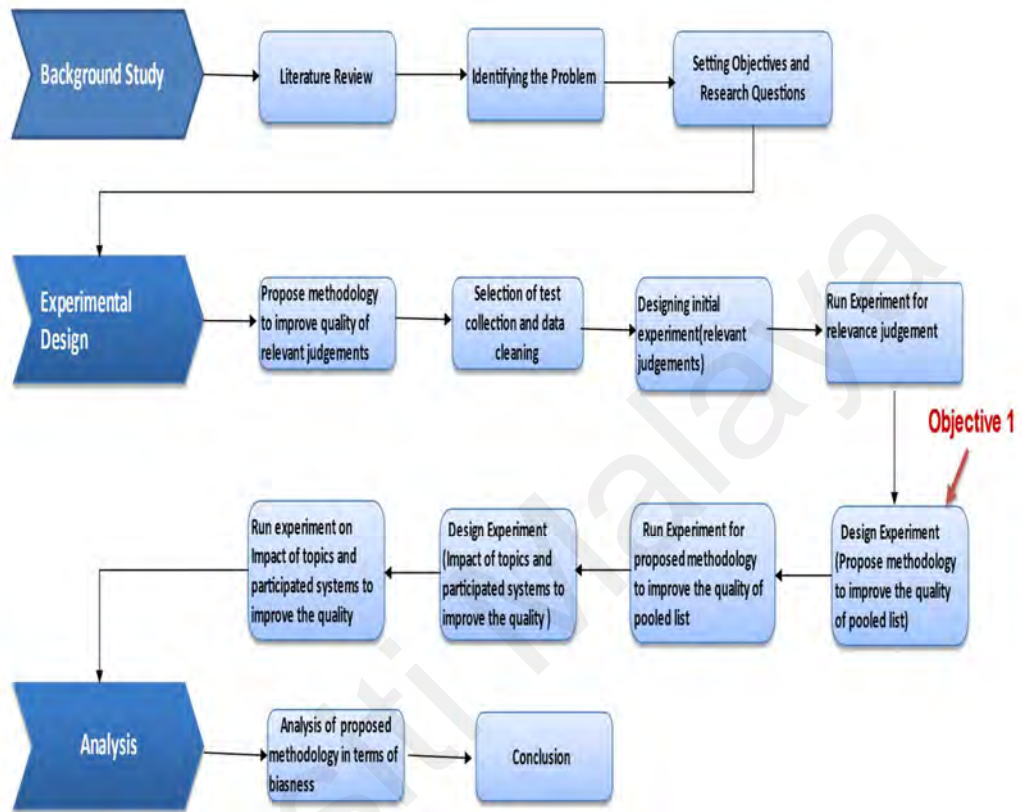 Background Study
Literature Review
Identifying the Problem
Setting Objectives and
Research Questions
Experimental
Design
Propose methodology
to improve quality of
relevant judgements
Selection of test
collection and data
cleaning
Designing initial
experiment(relevant
judgements)
Run Experiment for
relevance judgement
Objective 1
Design Experiment
(Propose methodology
to improve the quality
of pooled list)
Run Experiment for
proposed methodology
to improve the quality of
pooled list
Design Experiment
(Impact of topics and
participated systems to
improve the quality )
Run experiment on
Impact of topics and
participated systems to
improve the quality
Analysis
Analysis of proposed
methodology in terms of
biasness
Conclusion
iti Malaya